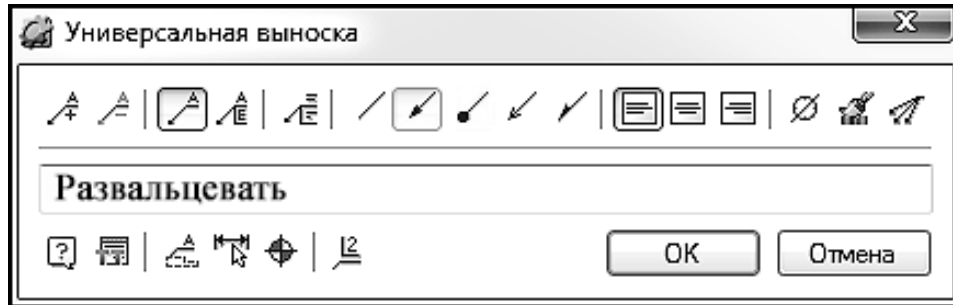 Универсальная выноска
Развальцевать
OK Отмена